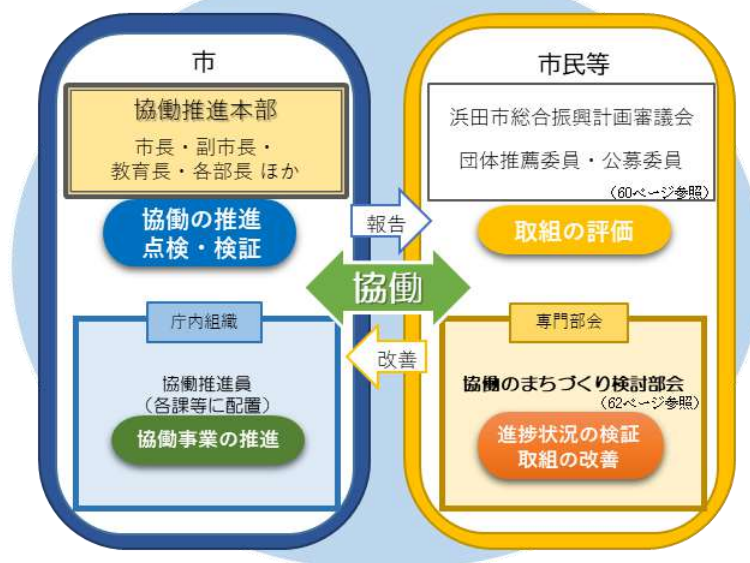 市
協働推進本部
市長・副市長・
教育長・各部長 ほか
協働の推進
点検・検証
庁内組織
協働推進員
（各課等に配置）
協働事業の推進
報告
協働
改善
市民等
浜田市総合振興計画審議会
団体推薦委員・公募委員
（60ページ参照）
取組の評価
専門部会
協働のまちづくり検討部会
（62ページ参照）
進捗状況の検証
取組の改善